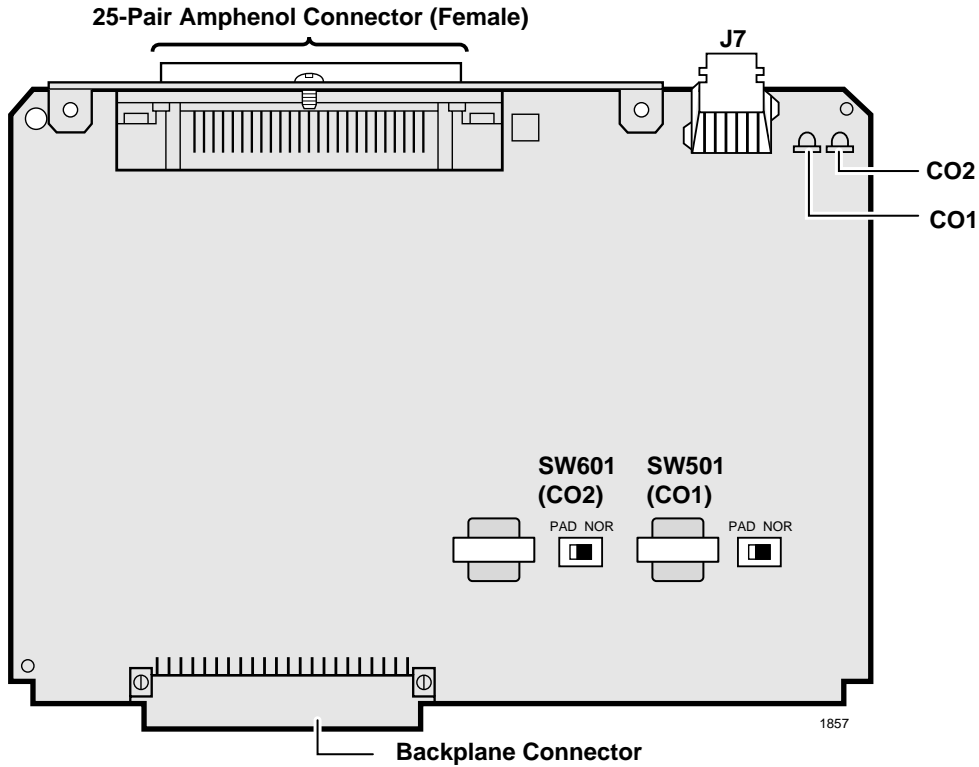 25-Pair Amphenol Connector (Female)
J7
CO2
CO1
SW601
(CO2)
SW501
(CO1)
PAD NOR
PAD NOR
1857
Backplane Connector